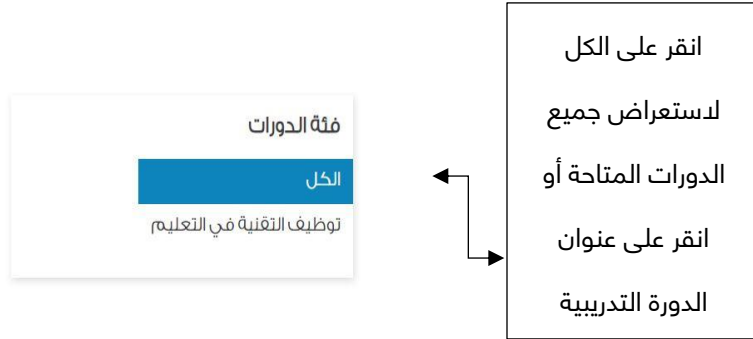 انقر على الكل
لاستعراض جميع
الدورات المتاحة أو
انقر على عنوان
الدورة التدريبية
فئة الدورات
الكل
توظيف التقنية في التعليم